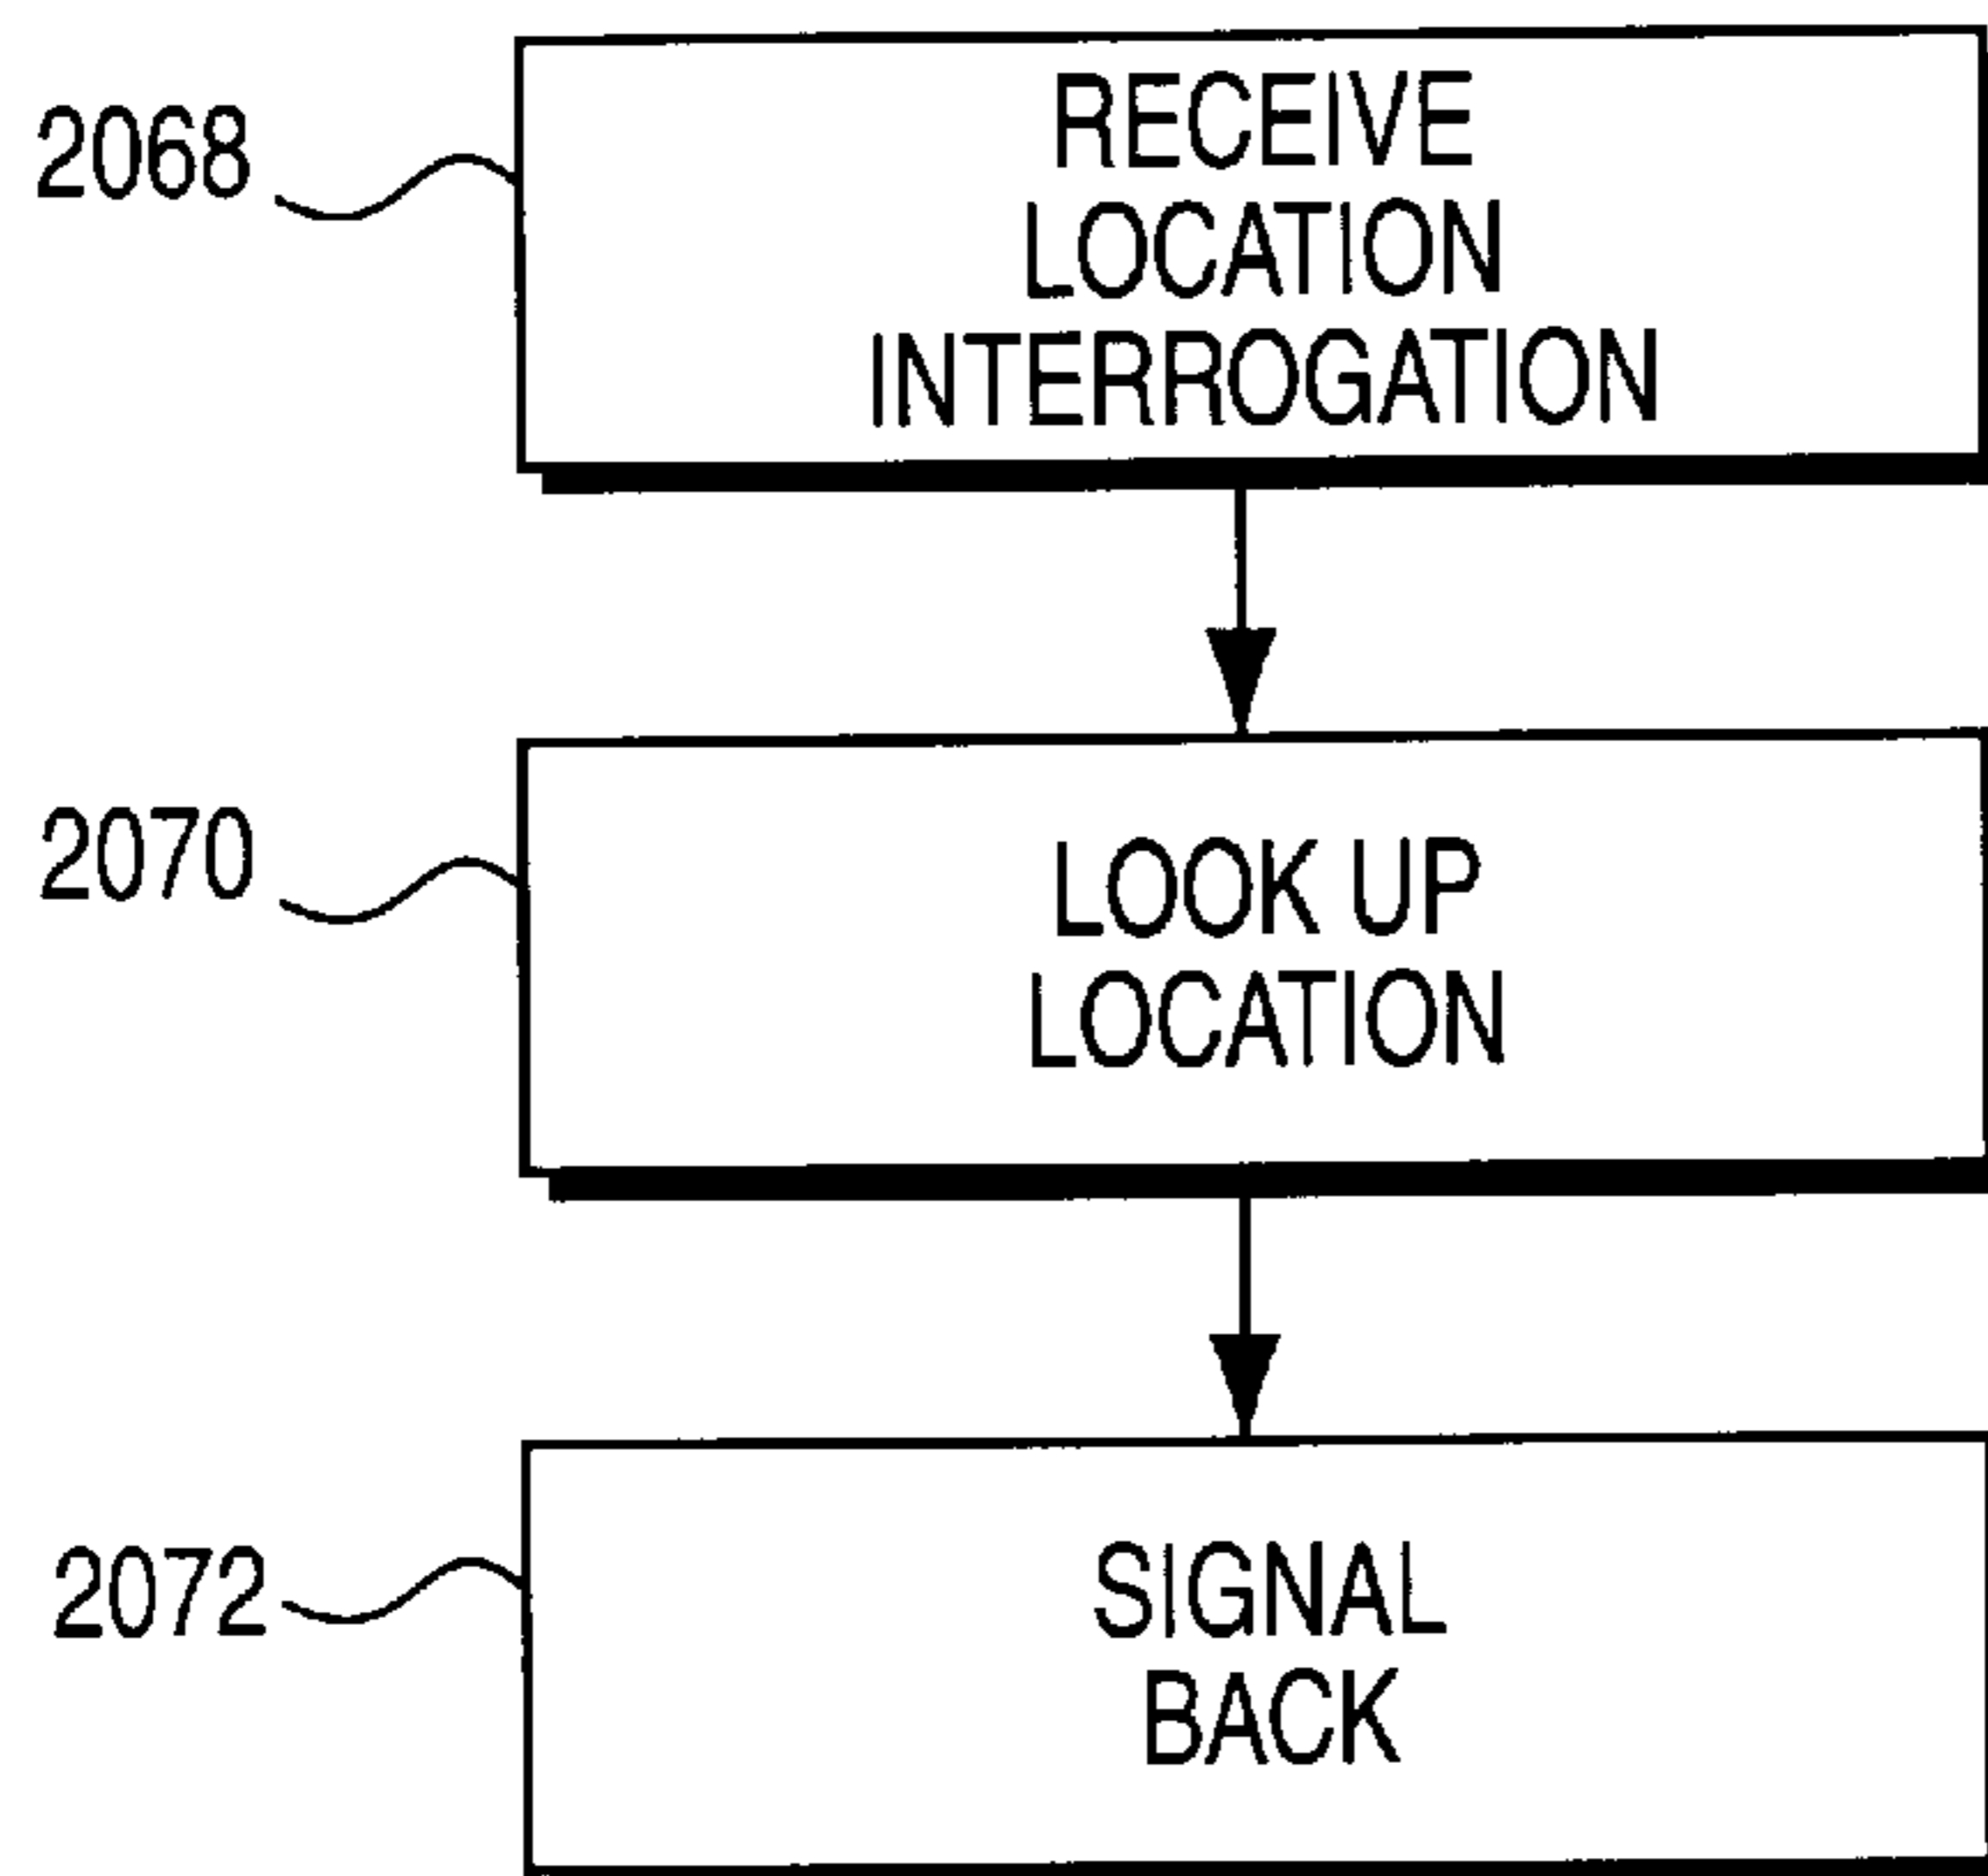 2068
RECEIVE
LOCATION
INTERROGATION
2070
LOOK UP
LOCATION
2072
SIGNAL
BACK